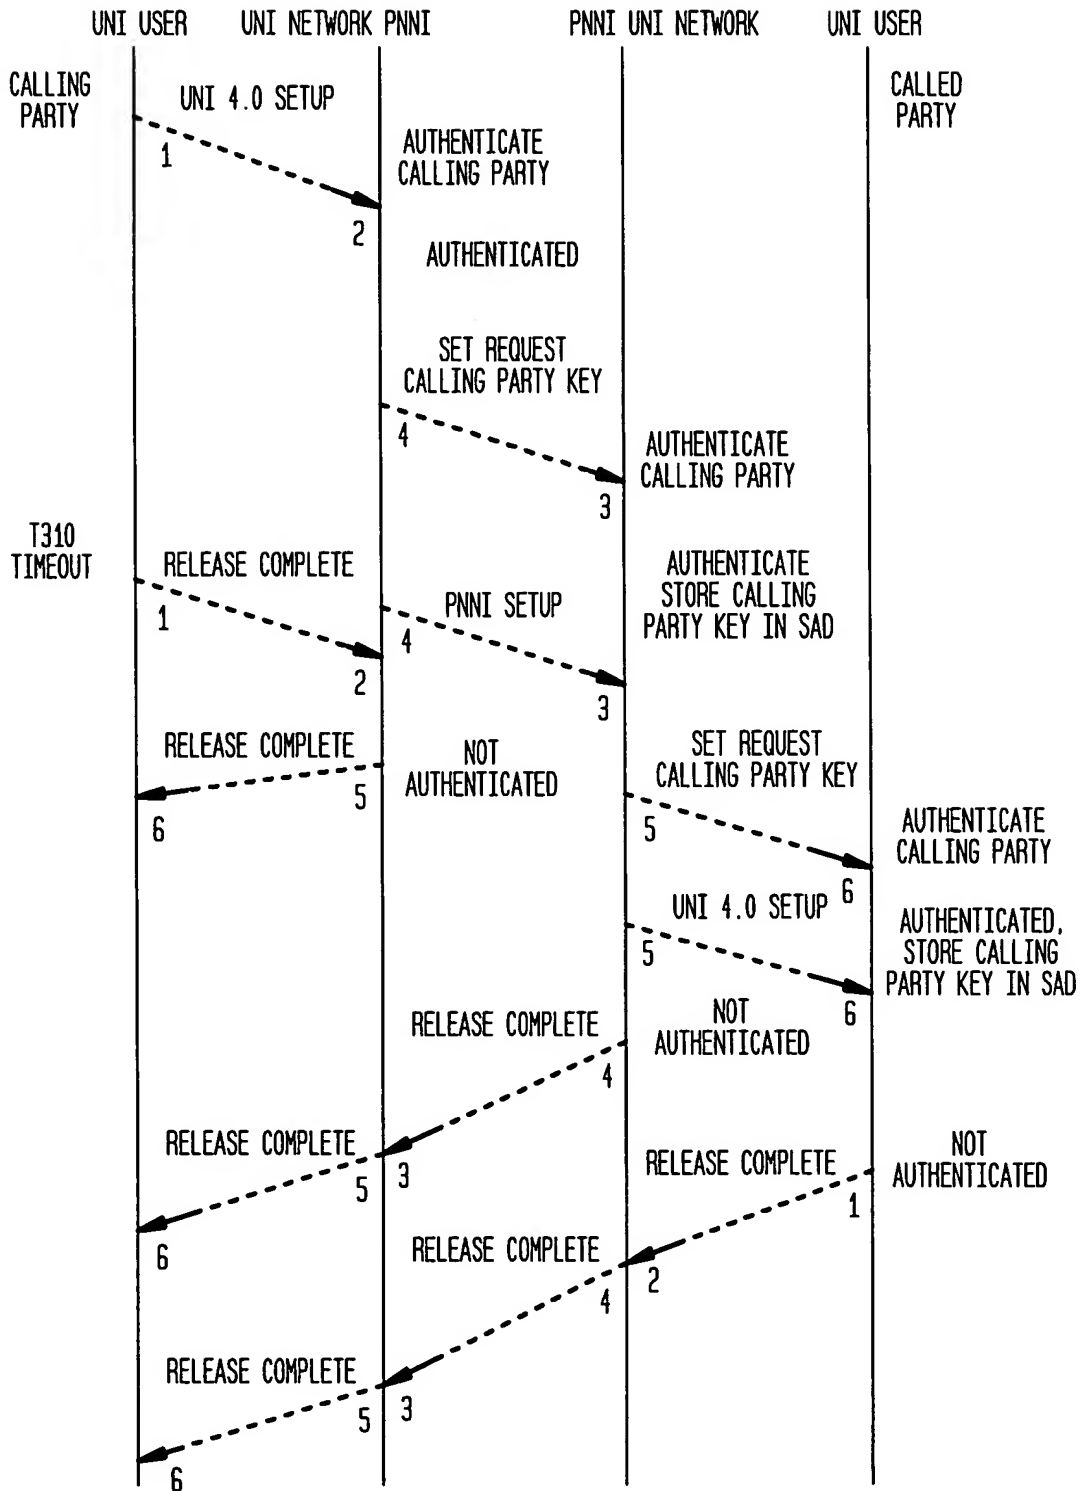 UNI USER
UNI NETWORK
PNNI
PNNI
UNI NETWORK
UNI USER
CALLING
PARTY
UNI 4.0 SETUP
CALLED
PARTY
1
AUTHENTICATE
CALLING PARTY
2
AUTHENTICATED
SET REQUEST
CALLING PARTY KEY
4
AUTHENTICATE
CALLING PARTY
3
T310
TIMEOUT
RELEASE COMPLETE
1
2
PNNI SETUP
4
3
AUTHENTICATE
STORE CALLING
PARTY KEY IN SAD
RELEASE COMPLETE
5
6
NOT
AUTHENTICATED
SET REQUEST
CALLING PARTY KEY
5
6
AUTHENTICATE
CALLING PARTY
UNI 4.0 SETUP
5
6
AUTHENTICATED,
STORE CALLING
PARTY KEY IN SAD
RELEASE COMPLETE
4
3
NOT
AUTHENTICATED
RELEASE COMPLETE
5
6
RELEASE COMPLETE
1
2
NOT
AUTHENTICATED
RELEASE COMPLETE
4
3
RELEASE COMPLETE
5
6